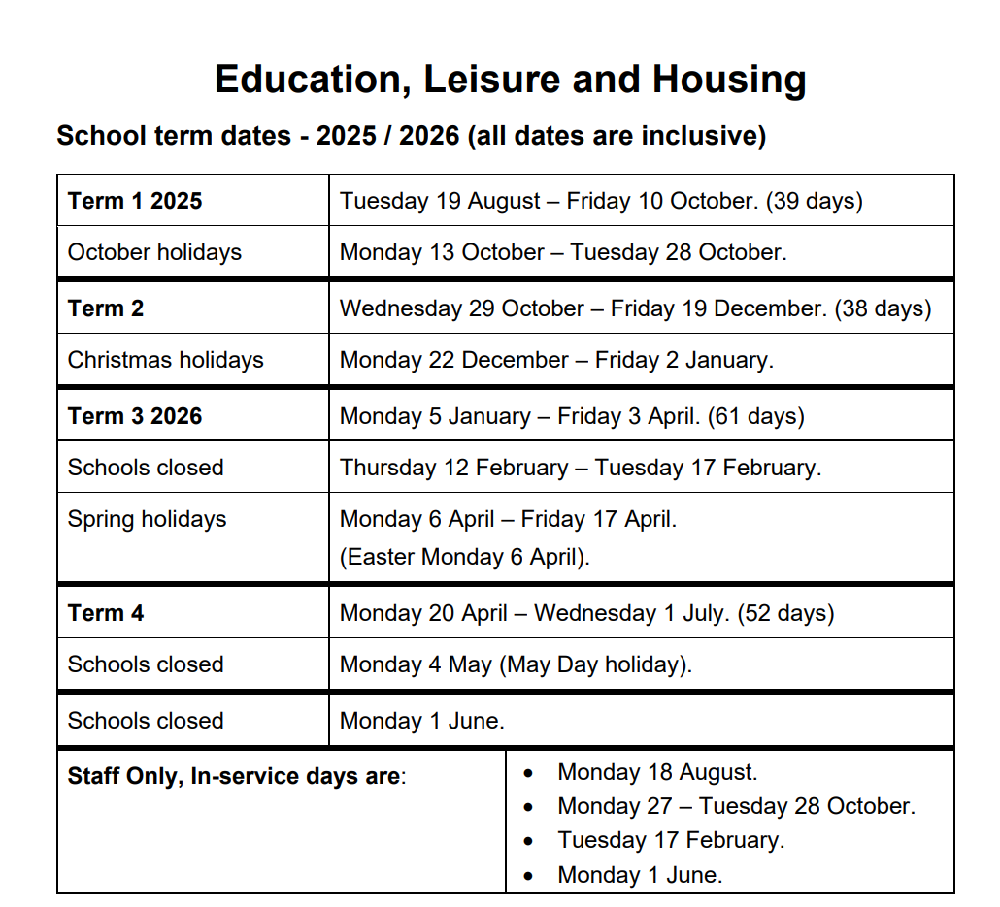 Education, Leisure and Housing
School term dates - 2025 / 2026 (all dates are inclusive)
Term 1 2025 Tuesday 19 August – Friday 10 October. (39 days)
October holidays Monday 13 October – Tuesday 28 October.
Term 2 Wednesday 29 October – Friday 19 December. (38 days)
Christmas holidays Monday 22 December – Friday 2 January.
Term 3 2026 Monday 5 January – Friday 3 April. (61 days)
Schools closed Thursday 12 February – Tuesday 17 February.
Spring holidays Monday 6 April – Friday 17 April.
(Easter Monday 6 April).
Term 4 Monday 20 April – Wednesday 1 July. (52 days)
Schools closed Monday 4 May (May Day holiday).
Schools closed Monday 1 June.
Staff Only, In-service days are:
• Monday 18 August.
• Monday 27 – Tuesday 28 October.
• Tuesday 17 February.
• Monday 1 June.